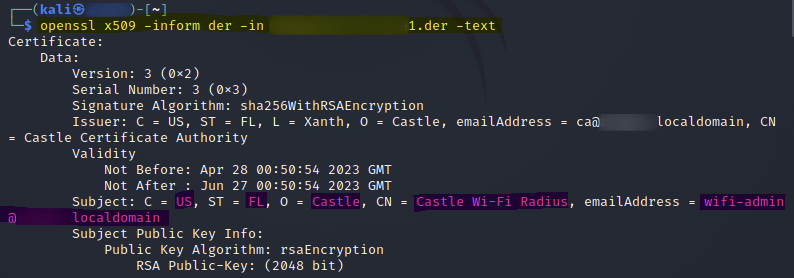 (kali㉿ )-[~]
$ openssl x509 -inform der -in 1.der -text
Certificate:
Data:
Version: 3 (0×2)
Serial Number: 3 (0×3)
Signature Algorithm: sha256WithRSAEncryption
Issuer: C = US, ST = FL, L = Xanth, O = Castle, emailAddress = ca@ localdomain, CN
= Castle Certificate Authority
Validity
Not Before: Apr 28 00:50:54 2023 GMT
Not After : Jun 27 00:50:54 2023 GMT
Subject: C = US, ST = FL, O = Castle, CN = Castle Wi-Fi Radius, emailAddress = wifi-admin
@ localdomain
Subject Public Key Info:
Public Key Algorithm: rsaEncryption
RSA Public-Key: (2048 bit)